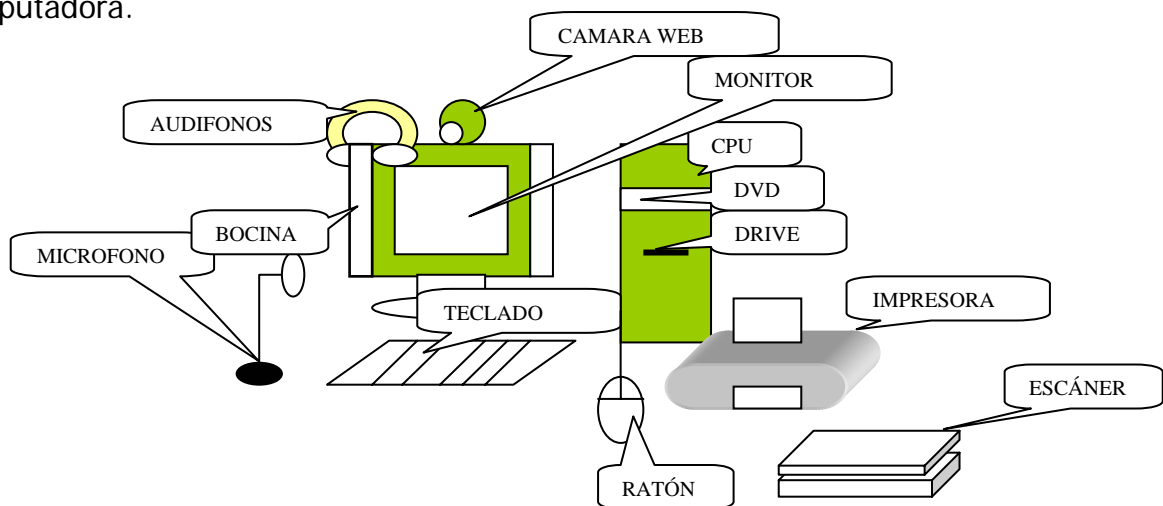 putadora.
CAMARA WEB
MONITOR
AUDIFONOS
CPU
DVD
BOCINA
DRIVE
MICROFONO
IMPRESORA
TECLADO
ESCÁNER
RATÓN